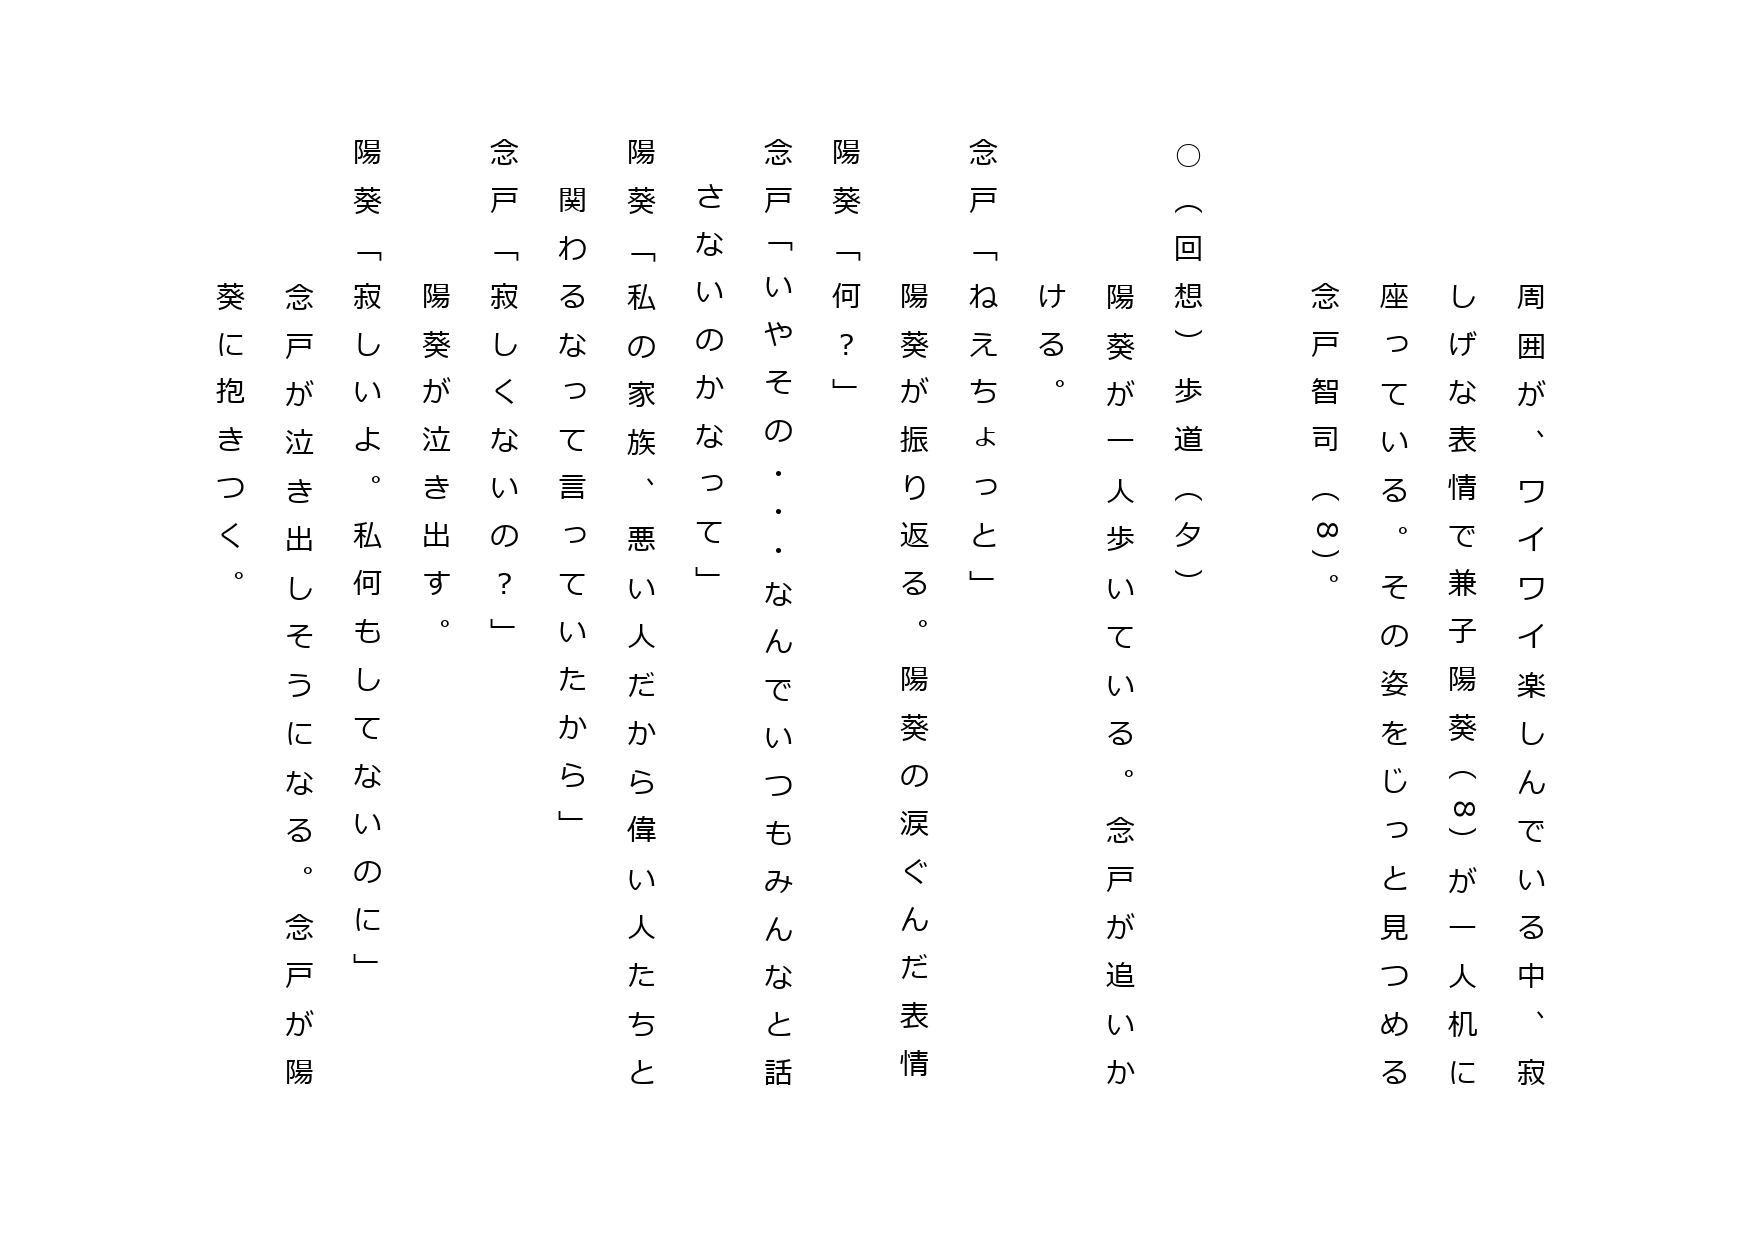 周囲が、ワイワイ楽しんでいる中、寂
しげな表情で兼子陽葵(8)が一人机に
座っている。その姿をじっと見つめる
念戸智司(8)。
○(回想)歩道(夕)
陽葵が一人歩いている。念戸が追いか
ける。
念戸「ねえちょっと」
陽葵が振り返る。陽葵の涙ぐんだ表情
陽葵「何?」
念戸「いやその・・・なんでいつもみんなと話
さないのかなって」
陽葵「私の家族、悪い人だから偉い人たちと
関わるなって言っていたから」
念戸「寂しくないの?」
陽葵が泣き出す。
陽葵「寂しいよ。私何もしてないのに」
念戸が泣き出しそうになる。念戸が陽
葵に抱きつく。